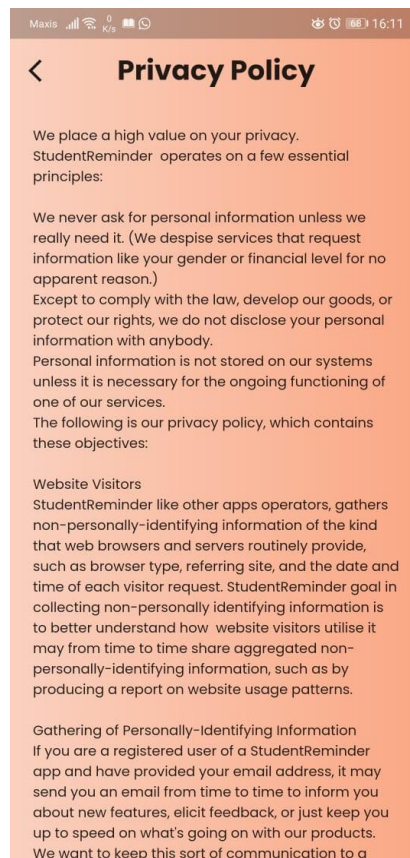 Maxis 0 K/s 68 16:11
Privacy Policy
We place a high value on your privacy.
StudentReminder operates on a few essential
principles:
We never ask for personal information unless we
really need it. (We despise services that request
information like your gender or financial level for no
apparent reason.)
Except to comply with the law, develop our goods, or
protect our rights, we do not disclose your personal
information with anybody.
Personal information is not stored on our systems
unless it is necessary for the ongoing functioning of
one of our services.
The following is our privacy policy, which contains
these objectives:
Website Visitors
StudentReminder like other apps operators, gathers
non-personally-identifying information of the kind
that web browsers and servers routinely provide,
such as browser type, referring site, and the date and
time of each visitor request. StudentReminder goal in
collecting non-personally identifying information is
to better understand how website visitors utilise it
may from time to time share aggregated non-
personally-identifying information, such as by
producing a report on website usage patterns.
Gathering of Personally-Identifying Information
If you are a registered user of a StudentReminder
app and have provided your email address, it may
send you an email from time to time to inform you
about new features, elicit feedback, or just keep you
up to speed on what's going on with our products.
We want to keep this sort of communication to a